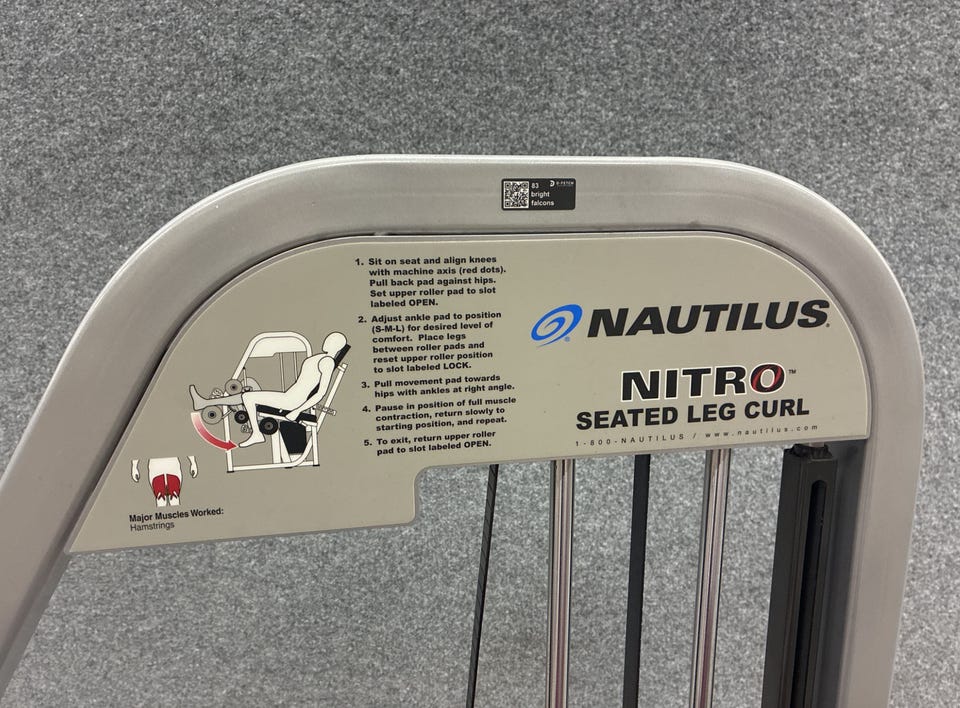 83
D-FETCH
bright
falcons
1. Sit on seat and align knees
with machine axis (red dots).
Pull back pad against hips.
Set upper roller pad to slot
labeled OPEN.
2. Adjust ankle pad to position
(S-M-L) for desired level of
comfort. Place legs
between roller pads and
reset upper roller position
to slot labeled LOCK.
3. Pull movement pad towards
hips with ankles at right angle.
4. Pause in position of full muscle
contraction, return slowly to
starting position, and repeat.
5. To exit, return upper roller
pad to slot labeled OPEN.
NAUTILUS®
NITRO™
SEATED LEG CURL
1-800-NAUTILUS / www.nautilus.com
Major Muscles Worked:
Hamstrings